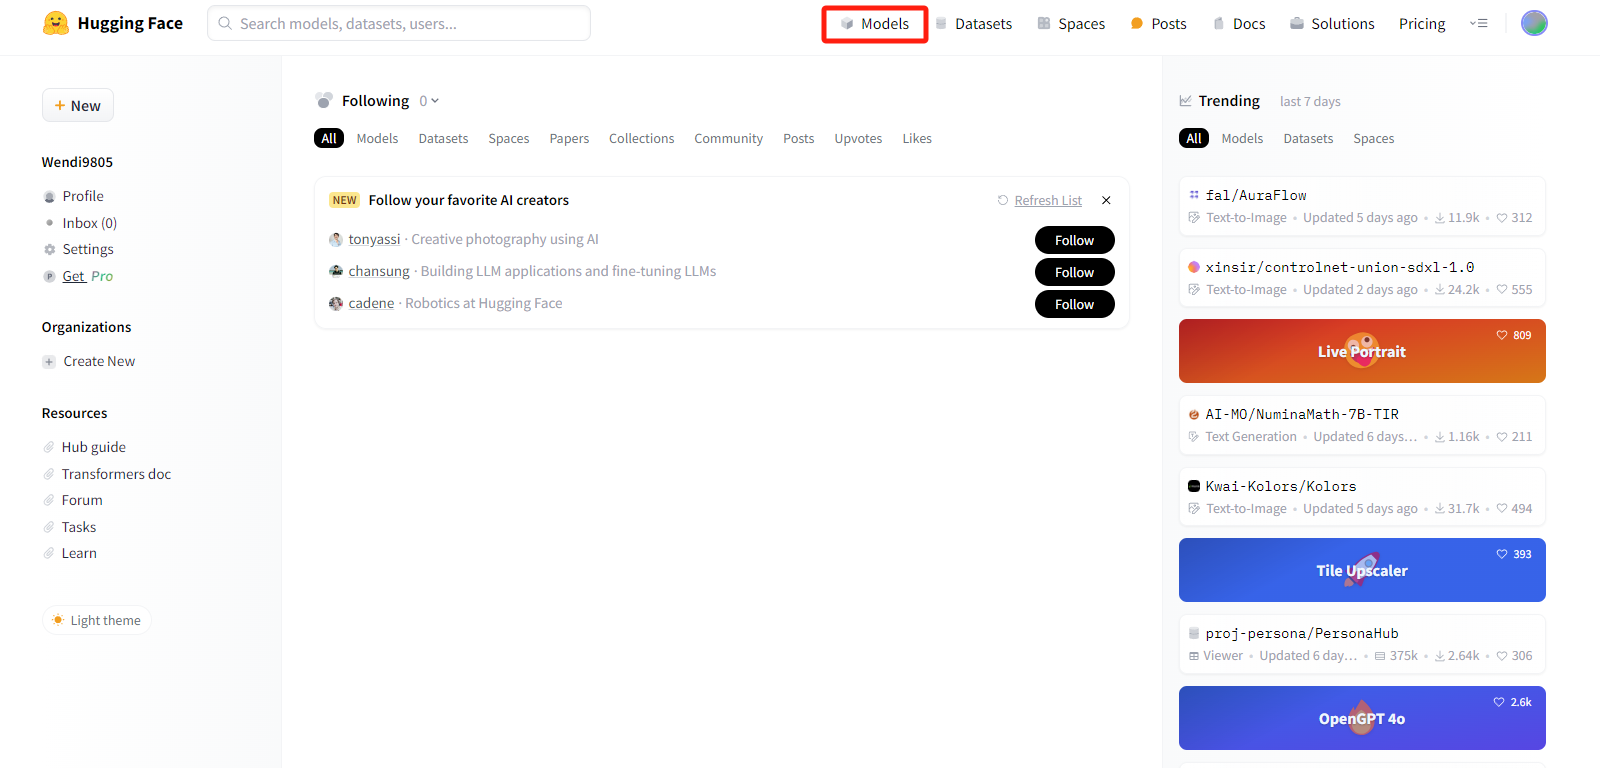 Hugging Face
Search models, datasets, users...
Models
Datasets
Spaces
Posts
Docs
Solutions
Pricing
+ New
Wendi9805
Profile
Inbox (0)
Settings
Get Pro
Organizations
+ Create New
Resources
Hub guide
Transformers doc
Forum
Tasks
Learn
Light theme
Following 0
All Models Datasets Spaces Papers Collections Community Posts Upvotes Likes
NEW Follow your favorite AI creators Refresh List
tonyassi · Creative photography using AI Follow
chansung · Building LLM applications and fine-tuning LLMs Follow
cadene · Robotics at Hugging Face Follow
Trending last 7 days
All Models Datasets Spaces
fal/AuraFlow
Text-to-Image • Updated 5 days ago • 11.9k • 312
xinsir/controlnet-union-sdxl-1.0
Text-to-Image • Updated 2 days ago • 24.2k • 555
809
Live Portrait
AI-MO/NuminaMath-7B-TIR
Text Generation • Updated 6 days… • 1.16k • 211
Kwai-Kolors/Kolors
Text-to-Image • Updated 5 days ago • 31.7k • 494
393
Tile Upscaler
proj-persona/PersonaHub
Viewer • Updated 6 day… • 375k • 2.64k • 306
2.6k
OpenGPT 4o